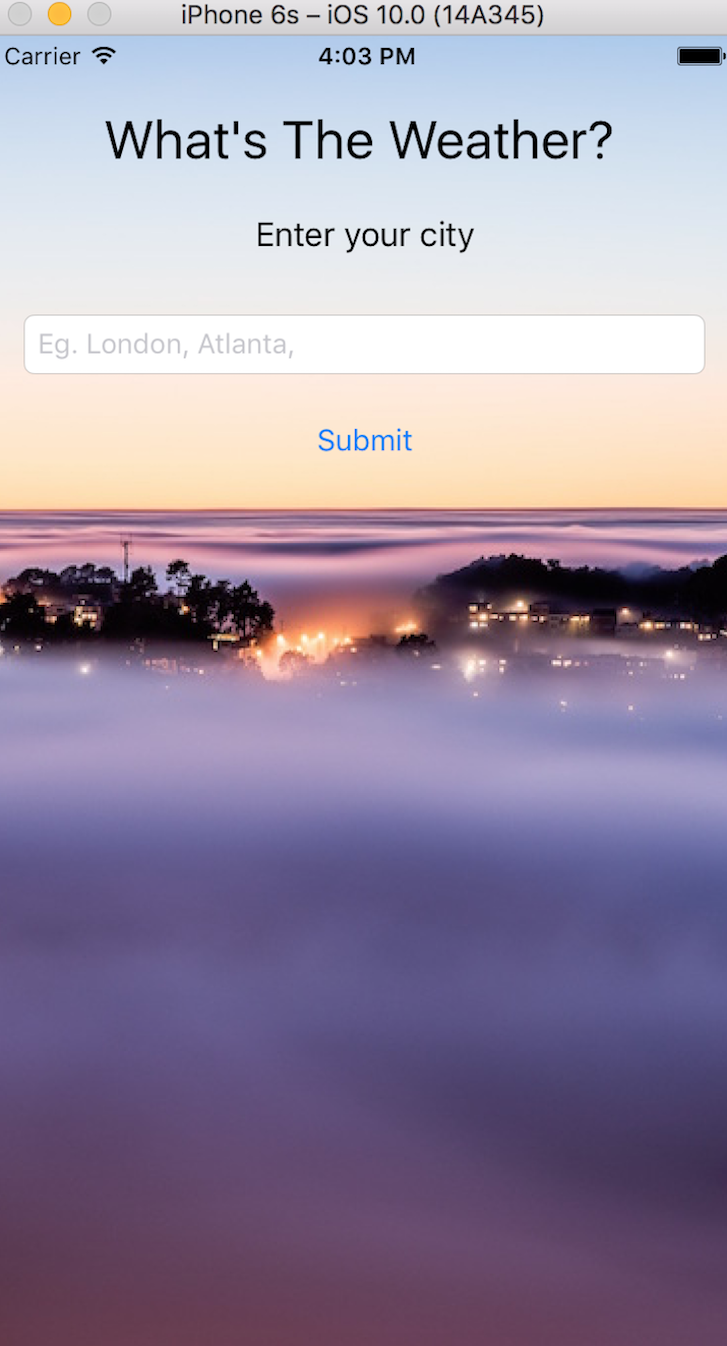 iPhone 6s – iOS 10.0 (14A345)
Carrier 4:03 PM
What's The Weather?
Enter your city
Eg. London, Atlanta,
Submit